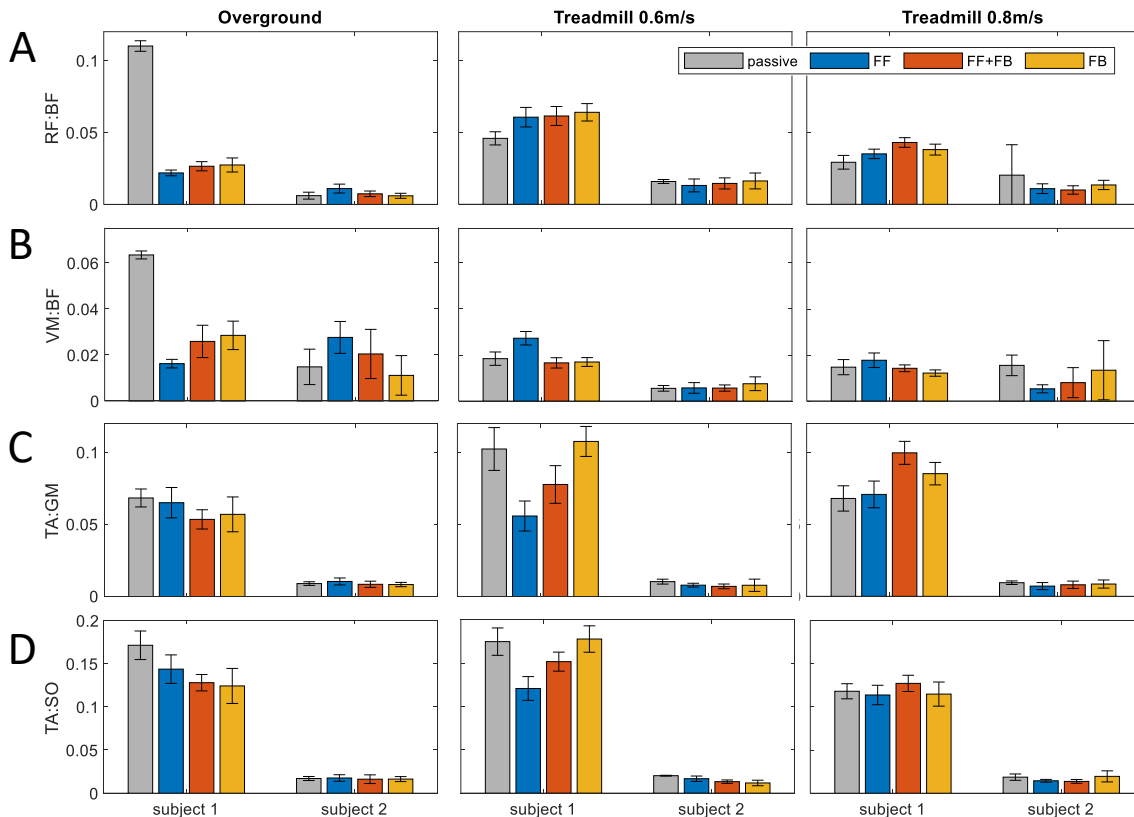 Overground Treadmill 0.6m/s Treadmill 0.8m/s
A
RF:BF
0.1
0.05
0
passive FF FF+FB FB
B
VM:BF
0.06
0.04
0.02
0
C
TA:GM
0.1
0.05
0
D
TA:SO
0.2
0.15
0.1
0.05
0
subject 1 subject 2 subject 1 subject 2 subject 1 subject 2